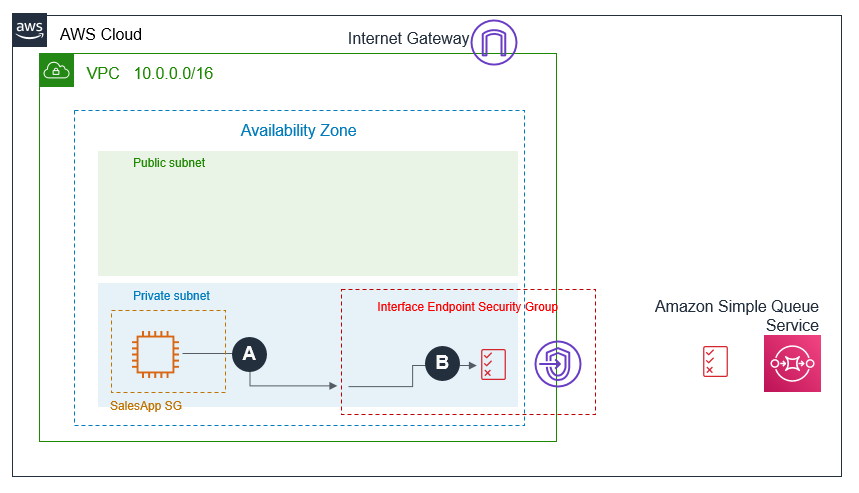 aws
AWS Cloud
Internet Gateway
VPC 10.0.0.0/16
Availability Zone
Public subnet
Private subnet
Interface Endpoint Security Group
Amazon Simple Queue
Service
A
B
SalesApp SG